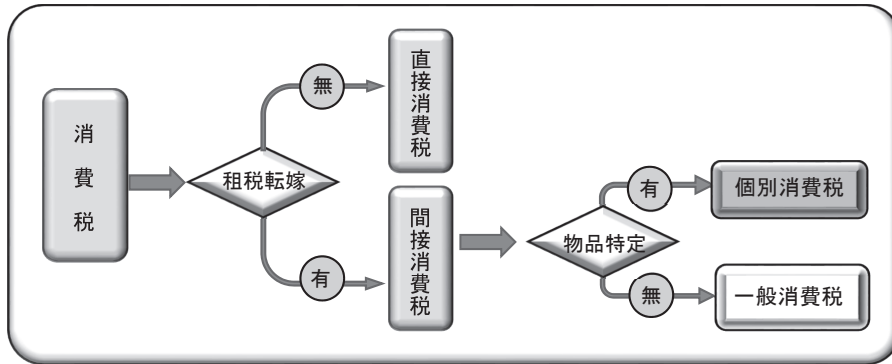 消費税
租税転嫁
無
直接消費税
有
間接消費税
物品特定
有
個別消費税
無
一般消費税